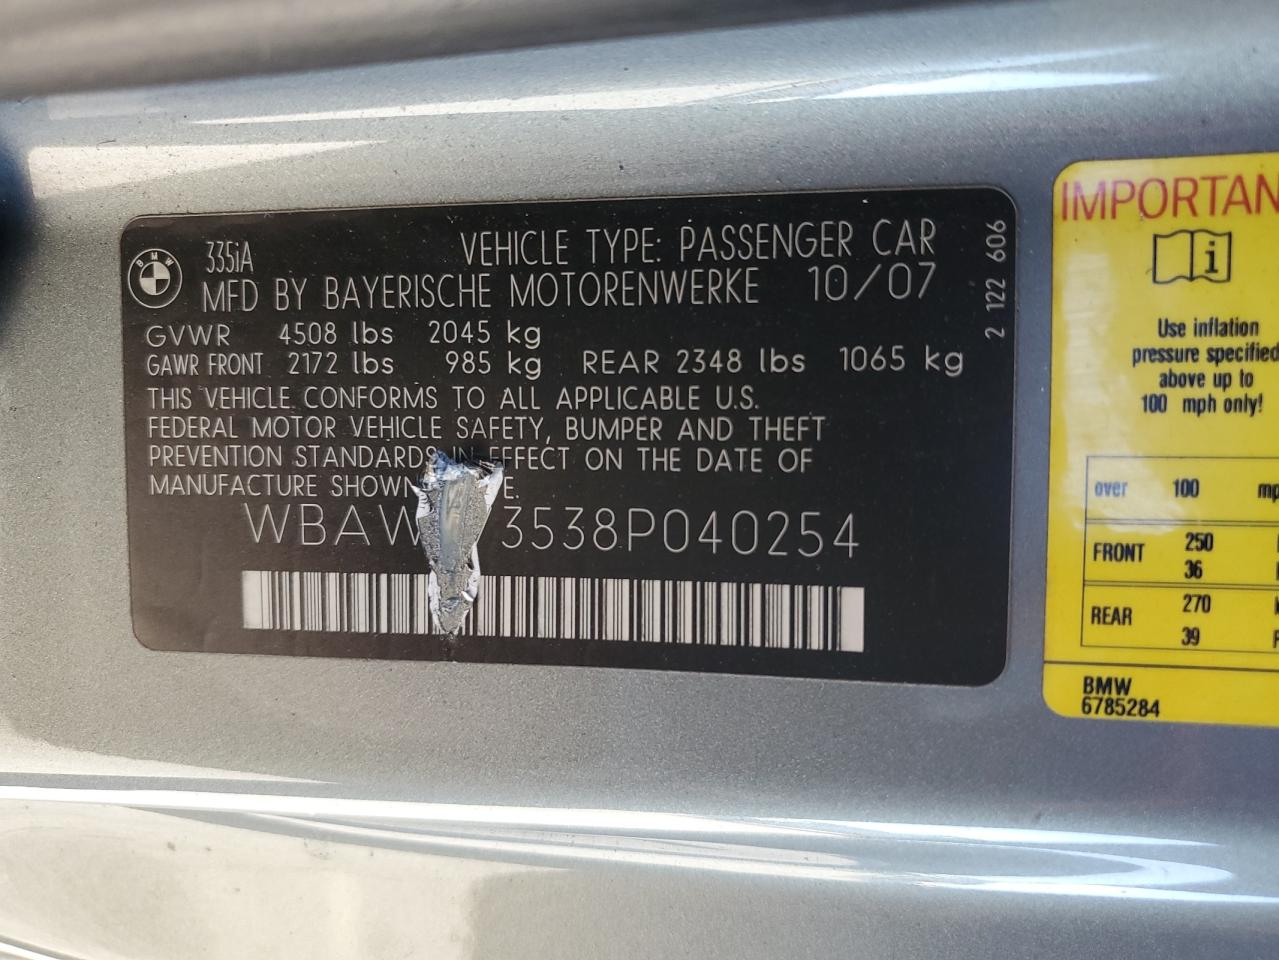 BMW
335iA
VEHICLE TYPE: PASSENGER CAR
MFD BY BAYERISCHE MOTORENWERKE 10/07
GVWR 4508 lbs 2045 kg
GAWR FRONT 2172 lbs 985 kg REAR 2348 lbs 1065 kg
THIS VEHICLE CONFORMS TO ALL APPLICABLE U.S.
FEDERAL MOTOR VEHICLE SAFETY, BUMPER AND THEFT
PREVENTION STANDARDS IN EFFECT ON THE DATE OF
MANUFACTURE SHOWN
WBAW 3538P040254
2 122 606
IMPORTAN
i
Use inflation
pressure specified
above up to
100 mph only!
over 100 mp
FRONT 250
36
REAR 270
39
BMW
6785284